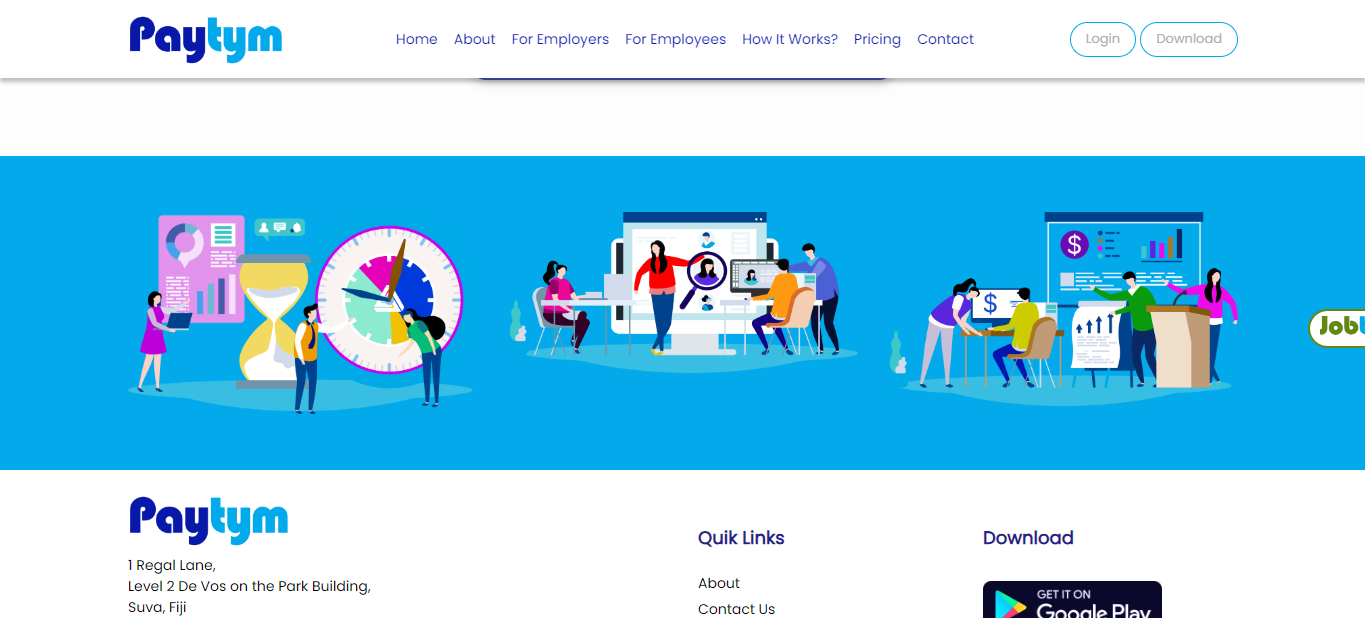 Paytym
Home About For Employers For Employees How It Works? Pricing Contact
Login Download
$
$
Job
Paytym
1 Regal Lane,
Level 2 De Vos on the Park Building,
Suva, Fiji
Quik Links
About
Contact Us
Download
GET IT ON
Google Play